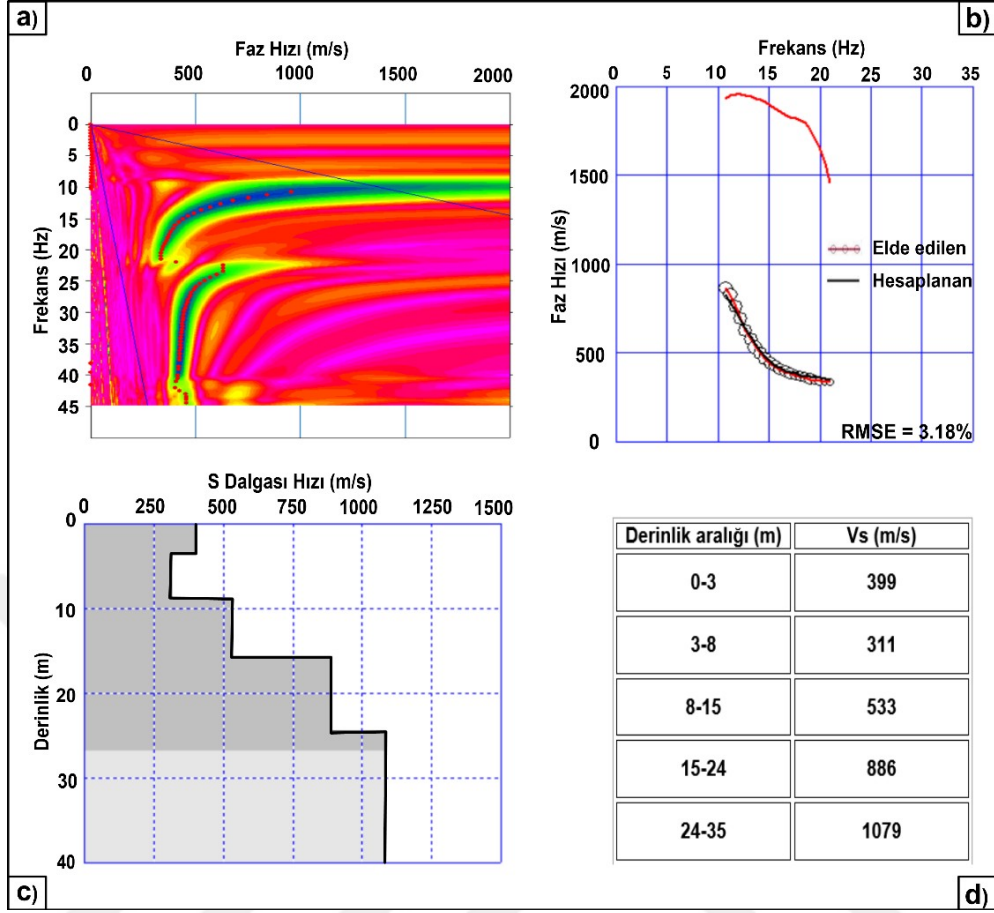 a)
Faz Hızı (m/s)
0 500 1000 1500 2000
Frekans (Hz)
0
5
10
15
20
25
30
35
40
45
b)
Frekans (Hz)
0 5 10 15 20 25 30 35
Faz Hızı (m/s)
2000
1500
1000
500
0
Elde edilen
Hesaplanan
RMSE = 3.18%
S Dalgası Hızı (m/s)
0 250 500 750 1000 1250 1500
Derinlik (m)
0
10
20
30
40
c)
Derinlik aralığı (m) Vs (m/s)
0-3 399
3-8 311
8-15 533
15-24 886
24-35 1079
d)